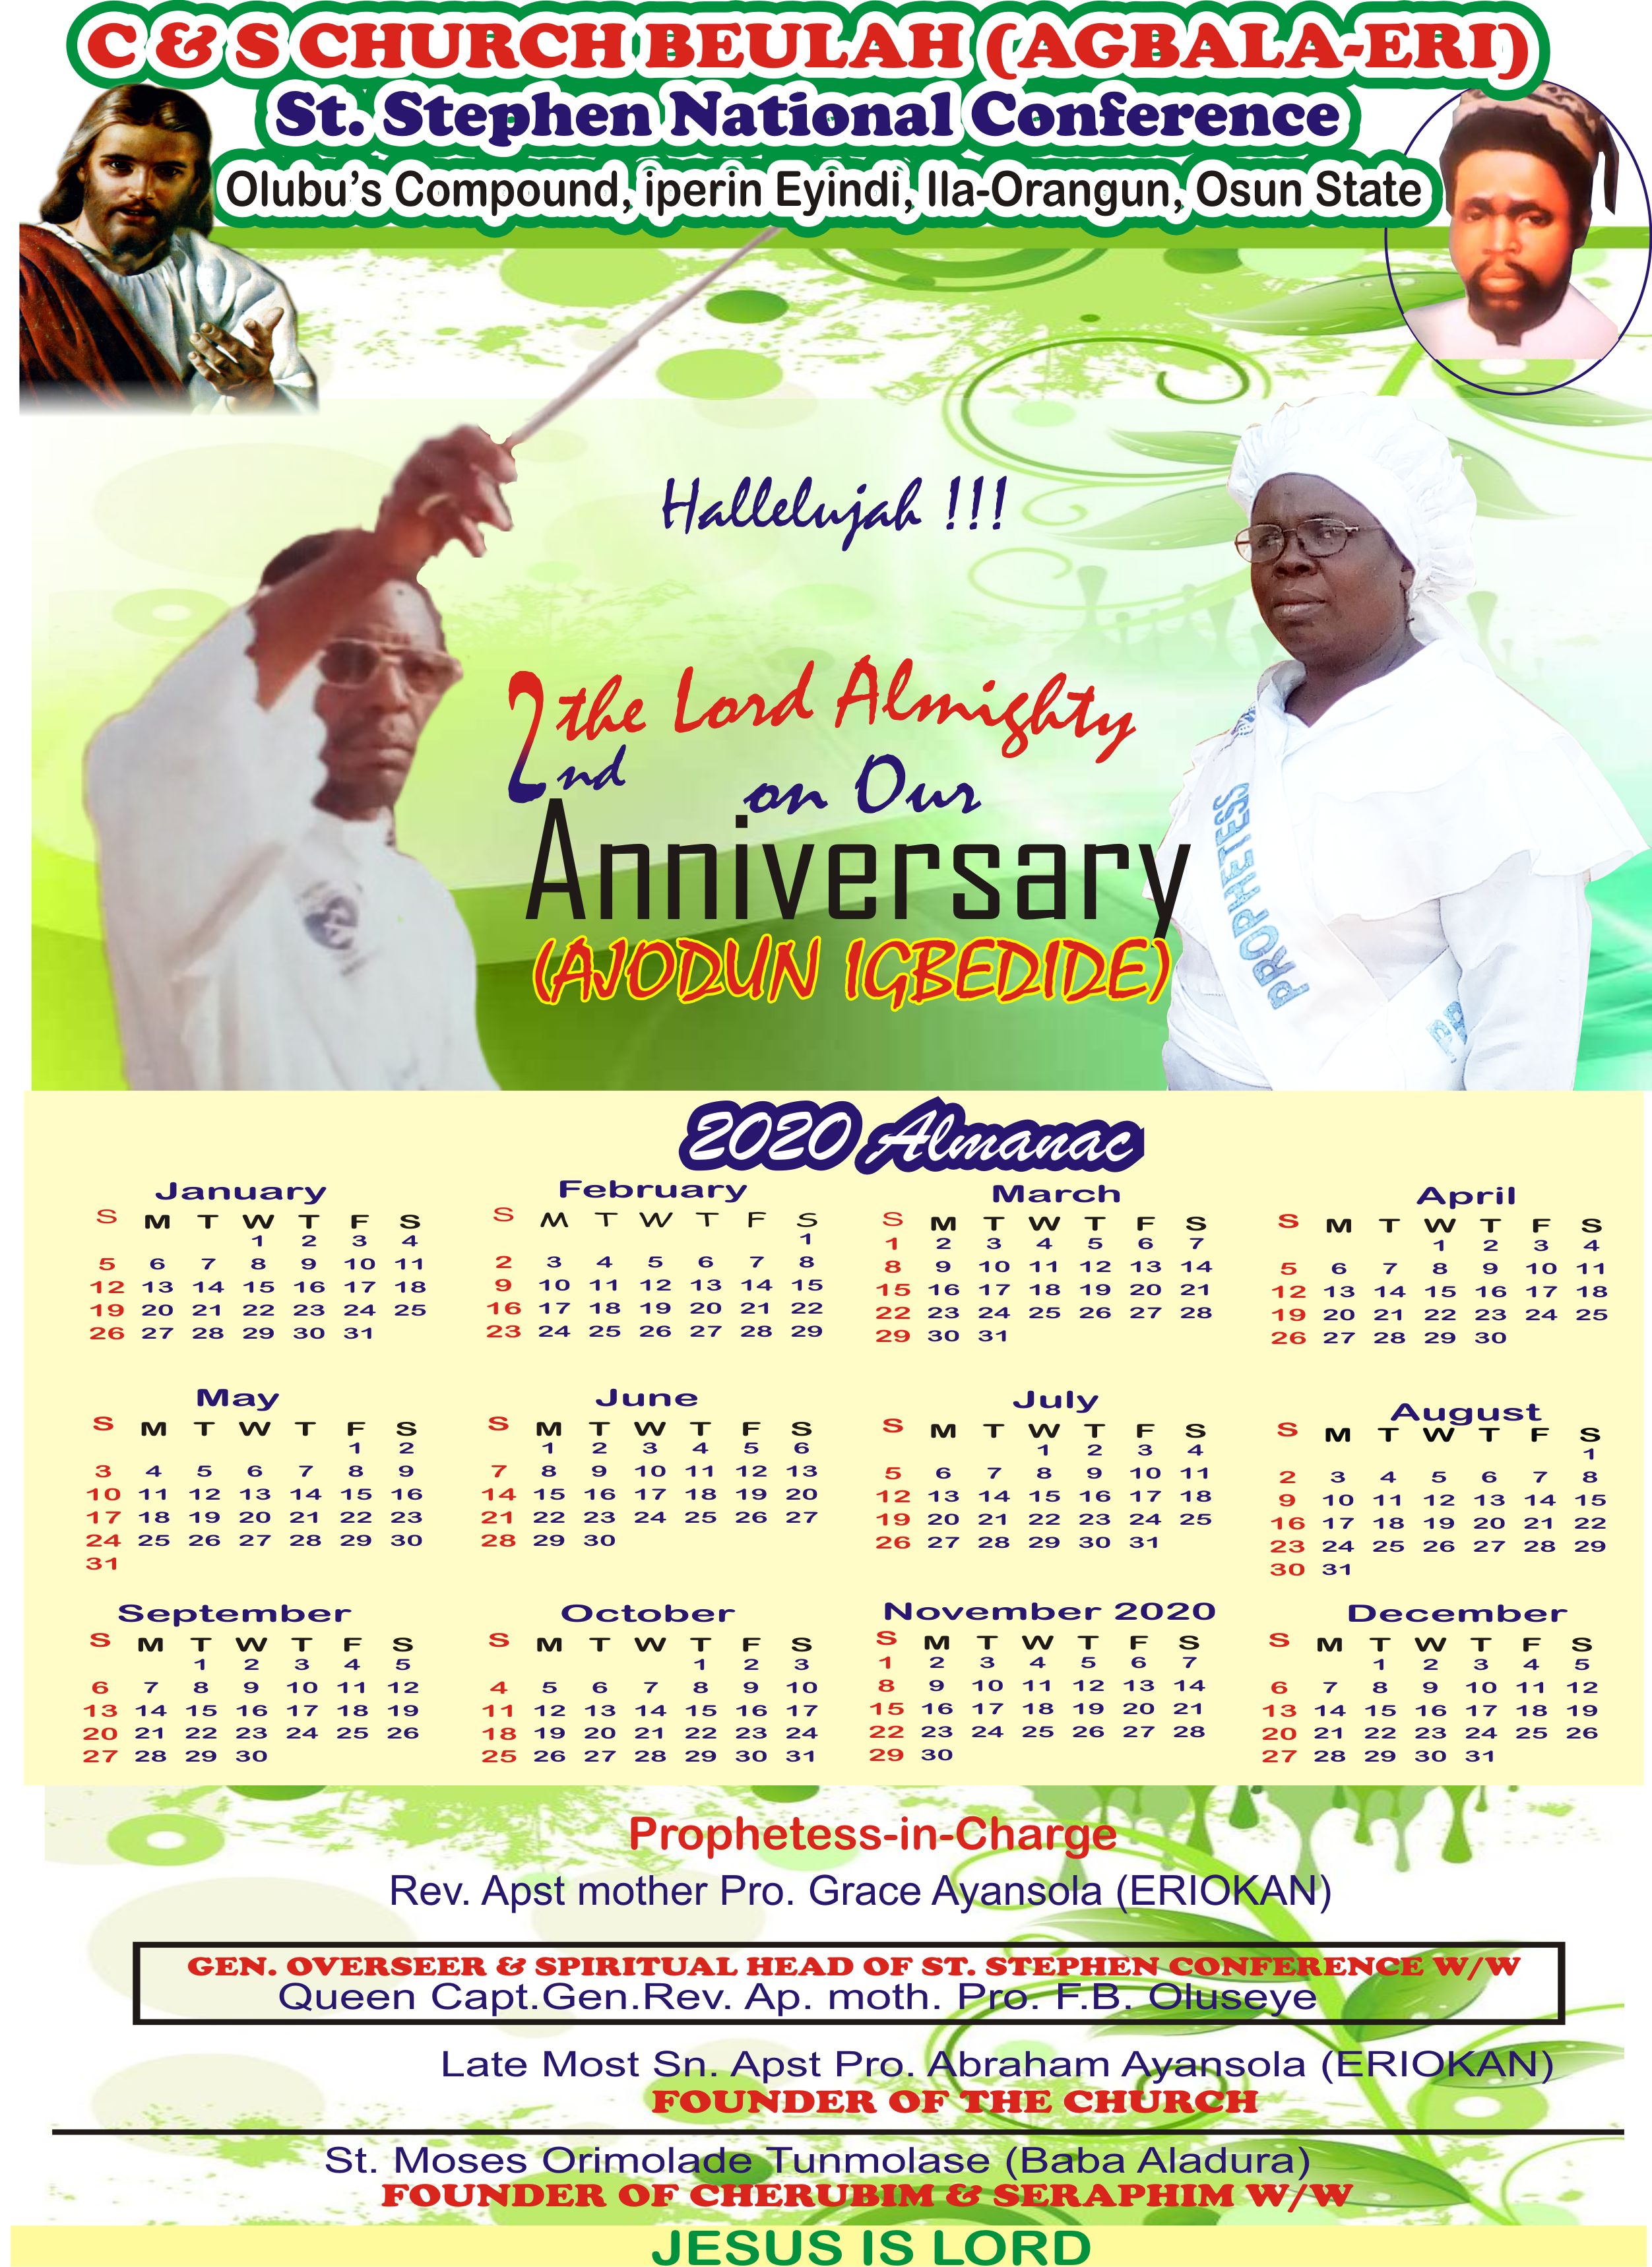 C & S CHURCH BEULAH (AGBALA-ERI)
St. Stephen National Conference
Olubu's Compound, iperin Eyindi, Ila-Orangun, Osun State
Hallelujah !!!
2 the Lord Almighty
nd on Our
Anniversary
(AJODUN IGBEDIDE)
PROPHETESS
PR
2020 Almanac
January
S M T W T F S
1 2 3 4
5 6 7 8 9 10 11
12 13 14 15 16 17 18
19 20 21 22 23 24 25
26 27 28 29 30 31
February
S M T W T F S
1
2 3 4 5 6 7 8
9 10 11 12 13 14 15
16 17 18 19 20 21 22
23 24 25 26 27 28 29
March
S M T W T F S
1 2 3 4 5 6 7
8 9 10 11 12 13 14
15 16 17 18 19 20 21
22 23 24 25 26 27 28
29 30 31
April
S M T W T F S
1 2 3 4
5 6 7 8 9 10 11
12 13 14 15 16 17 18
19 20 21 22 23 24 25
26 27 28 29 30
May
S M T W T F S
1 2
3 4 5 6 7 8 9
10 11 12 13 14 15 16
17 18 19 20 21 22 23
24 25 26 27 28 29 30
31
June
S M T W T F S
1 2 3 4 5 6
7 8 9 10 11 12 13
14 15 16 17 18 19 20
21 22 23 24 25 26 27
28 29 30
July
S M T W T F S
1 2 3 4
5 6 7 8 9 10 11
12 13 14 15 16 17 18
19 20 21 22 23 24 25
26 27 28 29 30 31
August
S M T W T F S
1
2 3 4 5 6 7 8
9 10 11 12 13 14 15
16 17 18 19 20 21 22
23 24 25 26 27 28 29
30 31
September
S M T W T F S
1 2 3 4 5
6 7 8 9 10 11 12
13 14 15 16 17 18 19
20 21 22 23 24 25 26
27 28 29 30
October
S M T W T F S
1 2 3
4 5 6 7 8 9 10
11 12 13 14 15 16 17
18 19 20 21 22 23 24
25 26 27 28 29 30 31
November 2020
S M T W T F S
1 2 3 4 5 6 7
8 9 10 11 12 13 14
15 16 17 18 19 20 21
22 23 24 25 26 27 28
29 30
December
S M T W T F S
1 2 3 4 5
6 7 8 9 10 11 12
13 14 15 16 17 18 19
20 21 22 23 24 25 26
27 28 29 30 31
Prophetess-in-Charge
Rev. Apst mother Pro. Grace Ayansola (ERIOKAN)
GEN. OVERSEER & SPIRITUAL HEAD OF ST. STEPHEN CONFERENCE W/W
Queen Capt.Gen.Rev. Ap. moth. Pro. F.B. Oluseye
Late Most Sn. Apst Pro. Abraham Ayansola (ERIOKAN)
FOUNDER OF THE CHURCH
St. Moses Orimolade Tunmolase (Baba Aladura)
FOUNDER OF CHERUBIM & SERAPHIM W/W
JESUS IS LORD